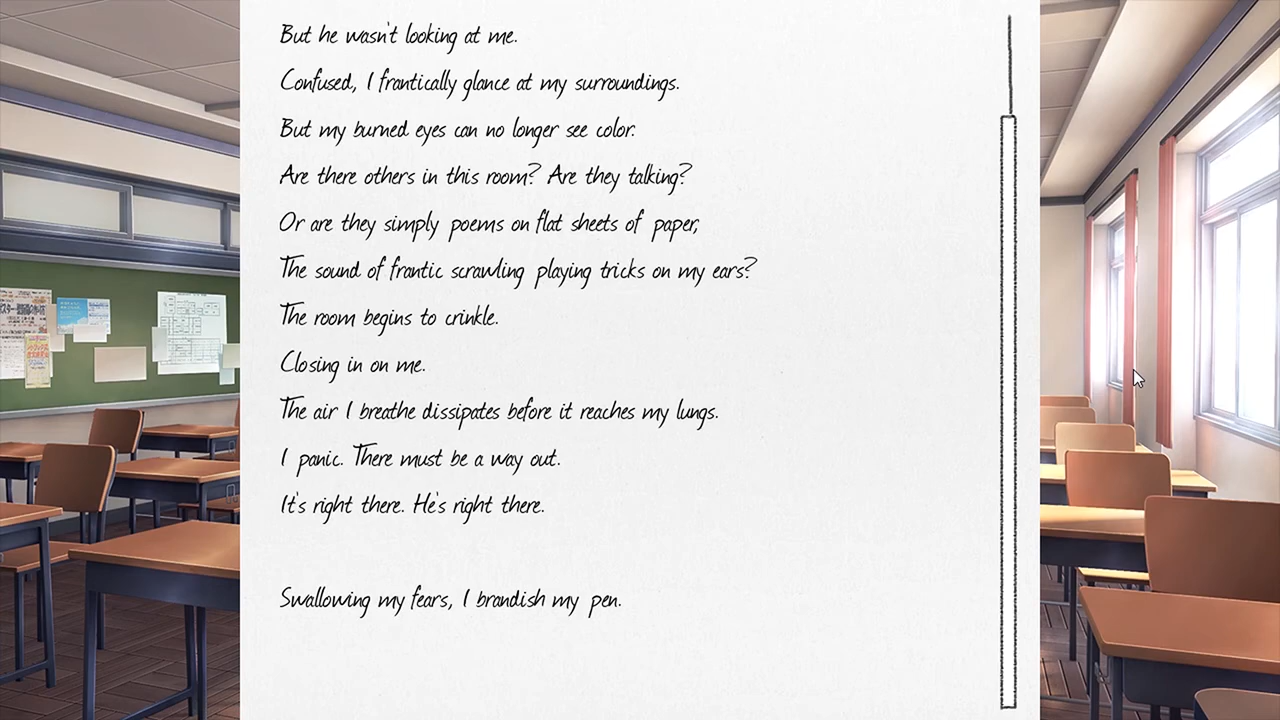 But he wasn't looking at me.
Confused, I frantically glance at my surroundings.
But my burned eyes can no longer see color.
Are there others in this room? Are they talking?
Or are they simply poems on flat sheets of paper,
The sound of frantic scrawling playing tricks on my ears?
The room begins to crinkle.
Closing in on me.
The air I breathe dissipates before it reaches my lungs.
I panic. There must be a way out.
It's right there. He's right there.
Swallowing my fears, I brandish my pen.